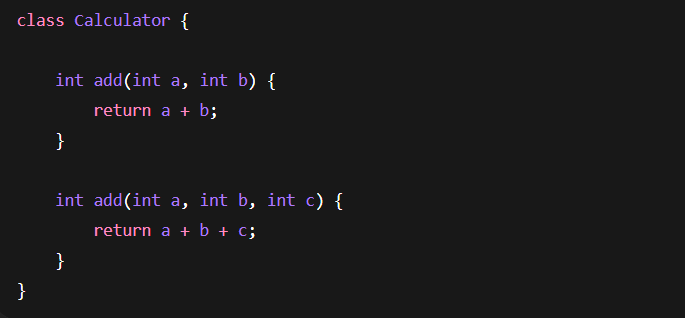 class Calculator {
    int add(int a, int b) {
        return a + b;
    }
    int add(int a, int b, int c) {
        return a + b + c;
    }
}